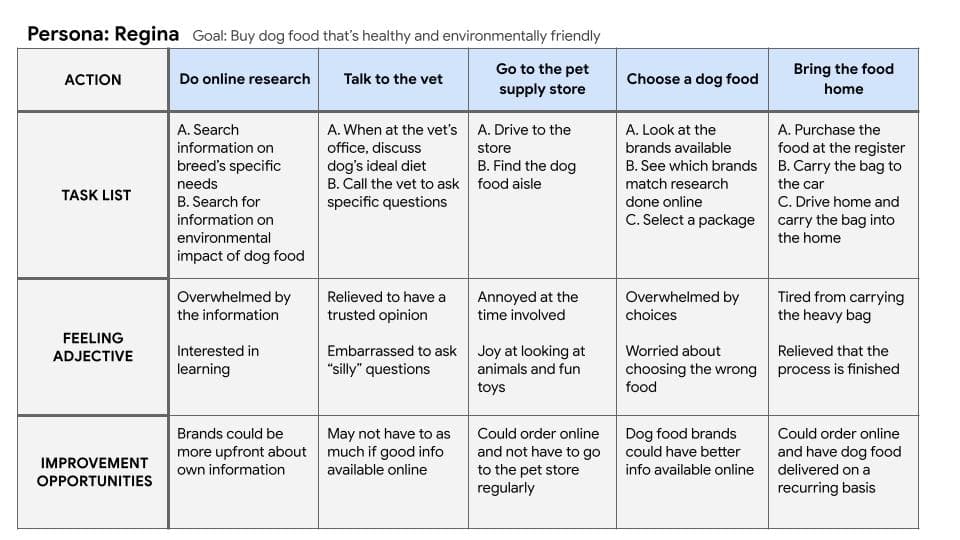 Persona: Regina Goal: Buy dog food that's healthy and environmentally friendly
ACTION
Do online research
Talk to the vet
Go to the pet
supply store
Choose a dog food
Bring the food
home
TASK LIST
A. Search
information on
breed's specific
needs
B. Search for
information on
environmental
impact of dog food
A. When at the vet's
office, discuss
dog's ideal diet
B. Call the vet to ask
specific questions
A. Drive to the
store
B. Find the dog
food aisle
A. Look at the
brands available
B. See which brands
match research
done online
C. Select a package
A. Purchase the
food at the register
B. Carry the bag to
the car
C. Drive home and
carry the bag into
the home
FEELING
ADJECTIVE
Overwhelmed by
the information
Interested in
learning
Relieved to have a
trusted opinion
Embarrassed to ask
“silly” questions
Annoyed at the
time involved
Joy at looking at
animals and fun
toys
Overwhelmed by
choices
Worried about
choosing the wrong
food
Tired from carrying
the heavy bag
Relieved that the
process is finished
IMPROVEMENT
OPPORTUNITIES
Brands could be
more upfront about
own information
May not have to as
much if good info
available online
Could order online
and not have to go
to the pet store
regularly
Dog food brands
could have better
info available online
Could order online
and have dog food
delivered on a
recurring basis